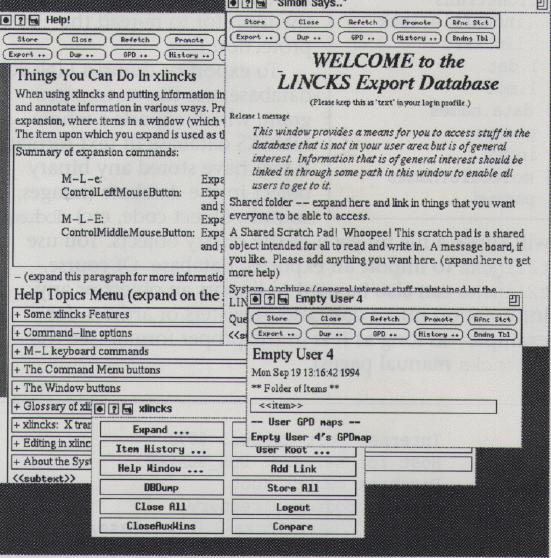 Help!
Store Close Refetch Promote
Export .. Dup .. GPD .. History ..
Things You Can Do In xlincks
When using xlincks and putting information in
and annotate information in various ways. Pre
expansion, where items in a window (which
The item upon which you expand is used as th
Summary of expansion commands:
M-L-e: Expa
ControlLeftMouseButton: Expa
and p
M-L-E: Expa
ControlMiddleMouseButton: Expa
and p
- (expand this paragraph for more informatio
Help Topics Menu (expand on the
+ Some xlincks Features
+ Command-line options
+ M-L keyboard commands
+ The Command Menu buttons
+ The Window buttons
+ Glossary of xli
+ xlincks: X tran
+ Editing in xlinc
+ About the Syst
<<subtext>>
"Simon Says.."
Store Close Refetch Promote Rfnc Stct
Export .. Dup .. GPD .. History .. Bndng Tbl
WELCOME to the
LINCKS Export Database
(Please keep this as 'text' in your login profile.)
Release 1 message
This window provides a means for you to access stuff in the
database that is not in your user area but is of general
interest. Information that is of general interest should be
linked in through some path in this window to enable all
users to get to it.
Shared folder -- expand here and link in things that you want
everyone to be able to access.
A Shared Scratch Pad! Whoopee! This scratch pad is a shared
object intended for all to read and write in. A message board, if
you like. Please add anything you want here. (expand here to get
more help)
System Archives (general interest stuff maintained by the
LIN
Que
<<s
Empty User 4
Store Close Refetch Promote Rfnc Stct
Export .. Dup .. GPD .. History .. Bndng Tbl
Empty User 4
Mon Sep 19 13:16:42 1994
** Folder of Items **
<<item>>
-- User GPD maps --
Empty User 4's GPDmap
xlincks
Expand ...
Item History ... User Root ...
Help Window ... Add Link
DBDump Store All
Close All Logout
CloseAuxWins Compare